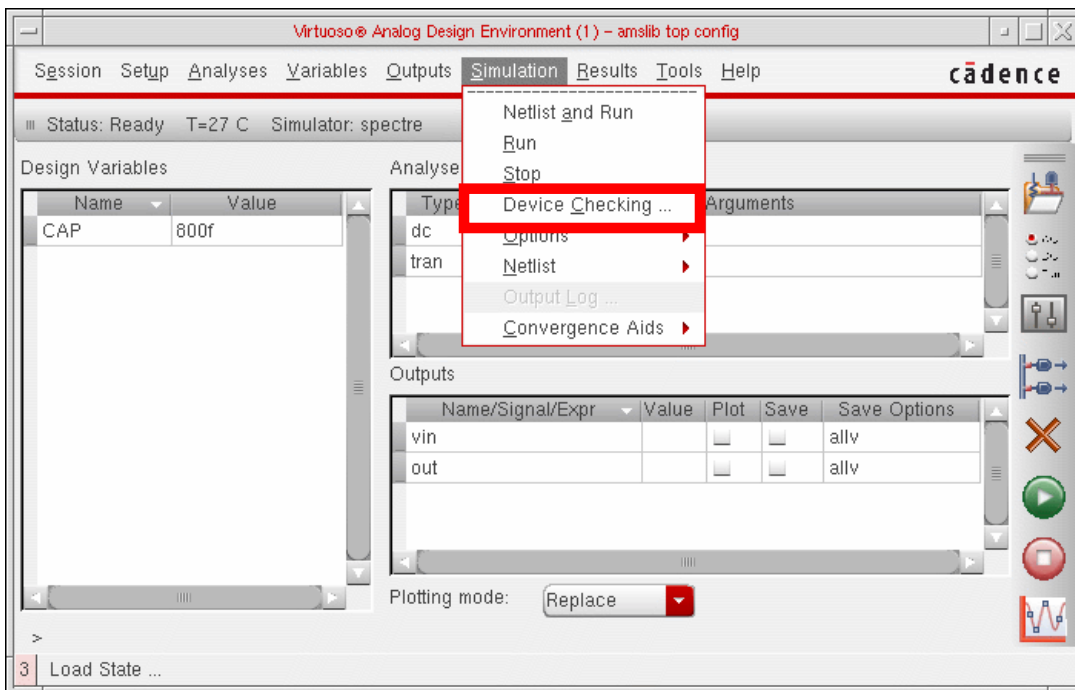 Virtuoso® Analog Design Environment (1) – amslib top config
Session Setup Analyses Variables Outputs Simulation Results Tools Help cādence
Status: Ready T=27 C Simulator: spectre
Netlist and Run
Run
Stop
Device Checking ...
Options
Netlist
Output Log ...
Convergence Aids
Design Variables
Name Value
CAP 800f
Analyse
Type Arguments
dc
tran
Outputs
Name/Signal/Expr Value Plot Save Save Options
vin allv
out allv
Plotting mode: Replace
>
3 Load State ...